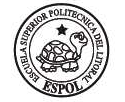 ESCUELA SUPERIOR POLITECNICA DEL LITORAL
ESPOL